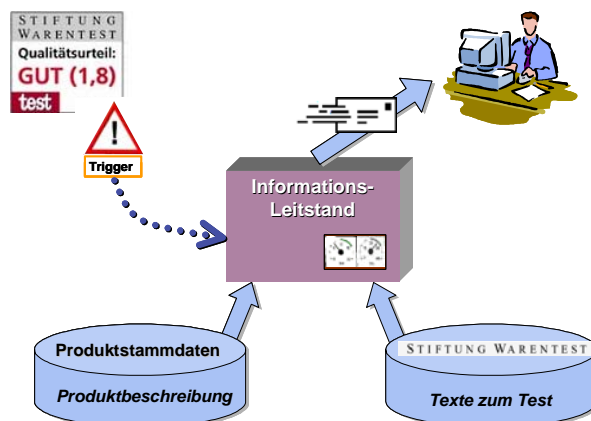 STIFTUNG
WARENTEST
Qualitätsurteil:
GUT (1,8)
test
!
Trigger
Informations-
Leitstand
Produktstammdaten
Produktbeschreibung
STIFTUNG WARENTEST
Texte zum Test